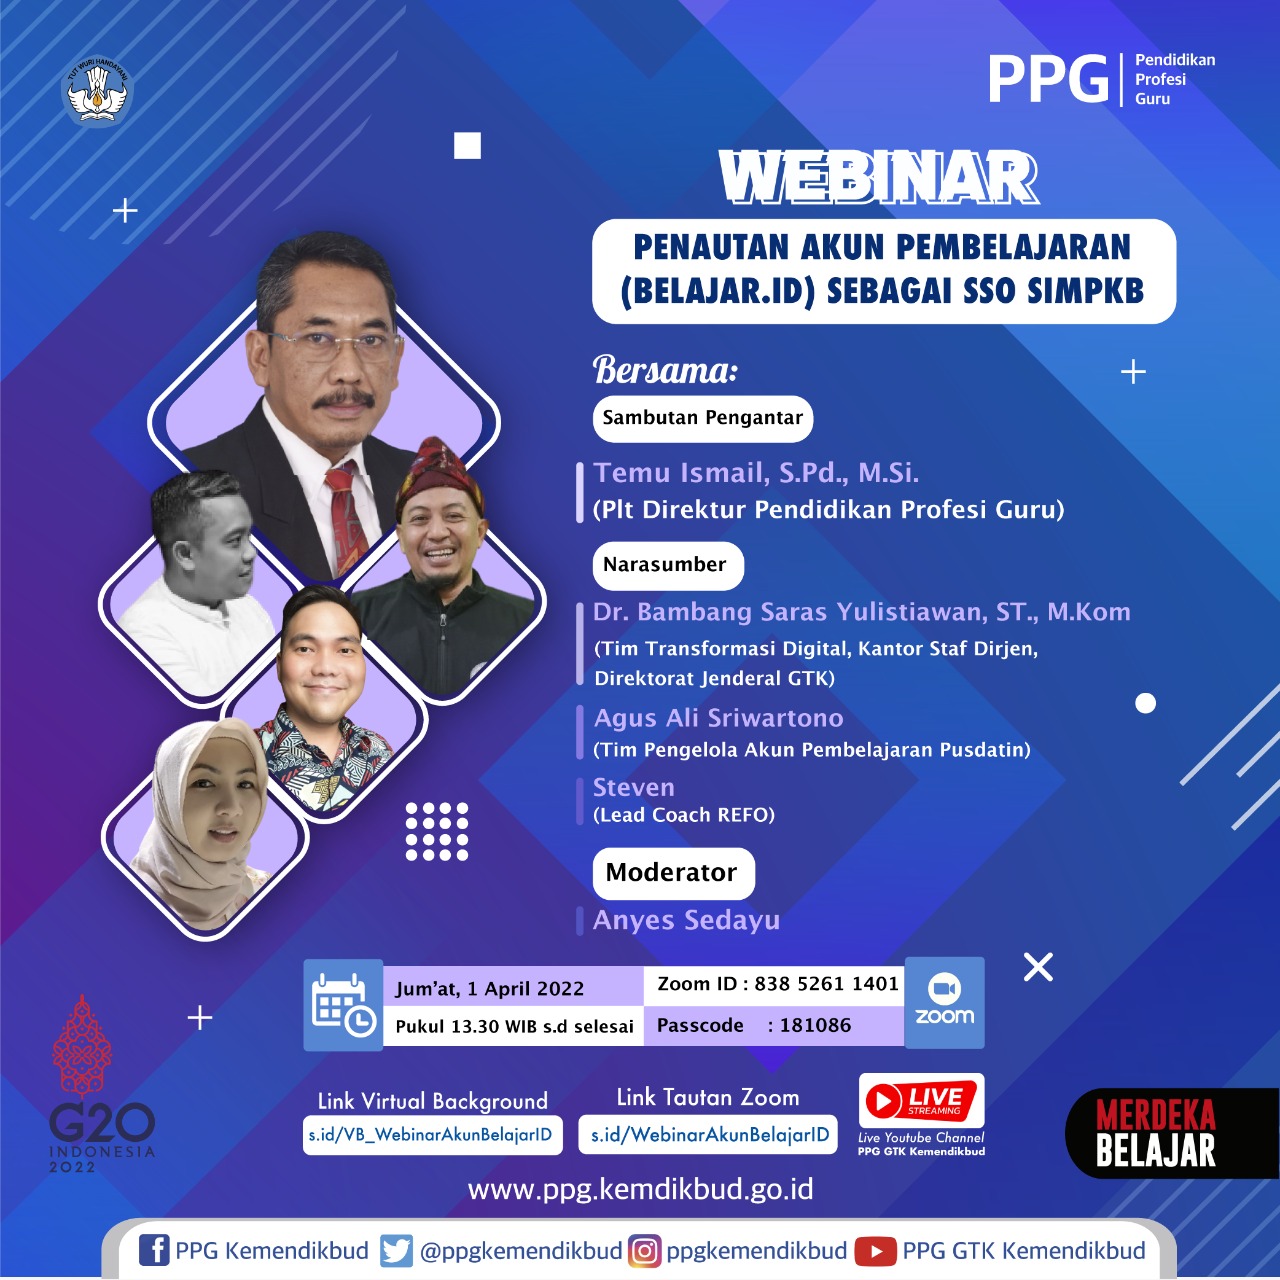 TUT WURI HANDAYANI
PPG
Pendidikan
Profesi
Guru
WEBINAR
PENAUTAN AKUN PEMBELAJARAN
(BELAJAR.ID) SEBAGAI SSO SIMPKB
Bersama:
Sambutan Pengantar
Temu Ismail, S.Pd., M.Si.
(Plt Direktur Pendidikan Profesi Guru)
Narasumber
Dr. Bambang Saras Yulistiawan, ST., M.Kom
(Tim Transformasi Digital, Kantor Staf Dirjen,
Direktorat Jenderal GTK)
Agus Ali Sriwartono
(Tim Pengelola Akun Pembelajaran Pusdatin)
Steven
(Lead Coach REFO)
Moderator
Anyes Sedayu
Jum'at, 1 April 2022
Pukul 13.30 WIB s.d selesai
Zoom ID : 838 5261 1401
Passcode : 181086
zoom
Link Virtual Background
s.id/VB_WebinarAkunBelajarID
Link Tautan Zoom
s.id/WebinarAkunBelajarID
LIVE
STREAMING
Live Youtube Channel
PPG GTK Kemendikbud
G20
INDONESIA
2022
MERDEKA
BELAJAR
www.ppg.kemdikbud.go.id
PPG Kemendikbud @ppgkemendikbud ppgkemendikbud PPG GTK Kemendikbud